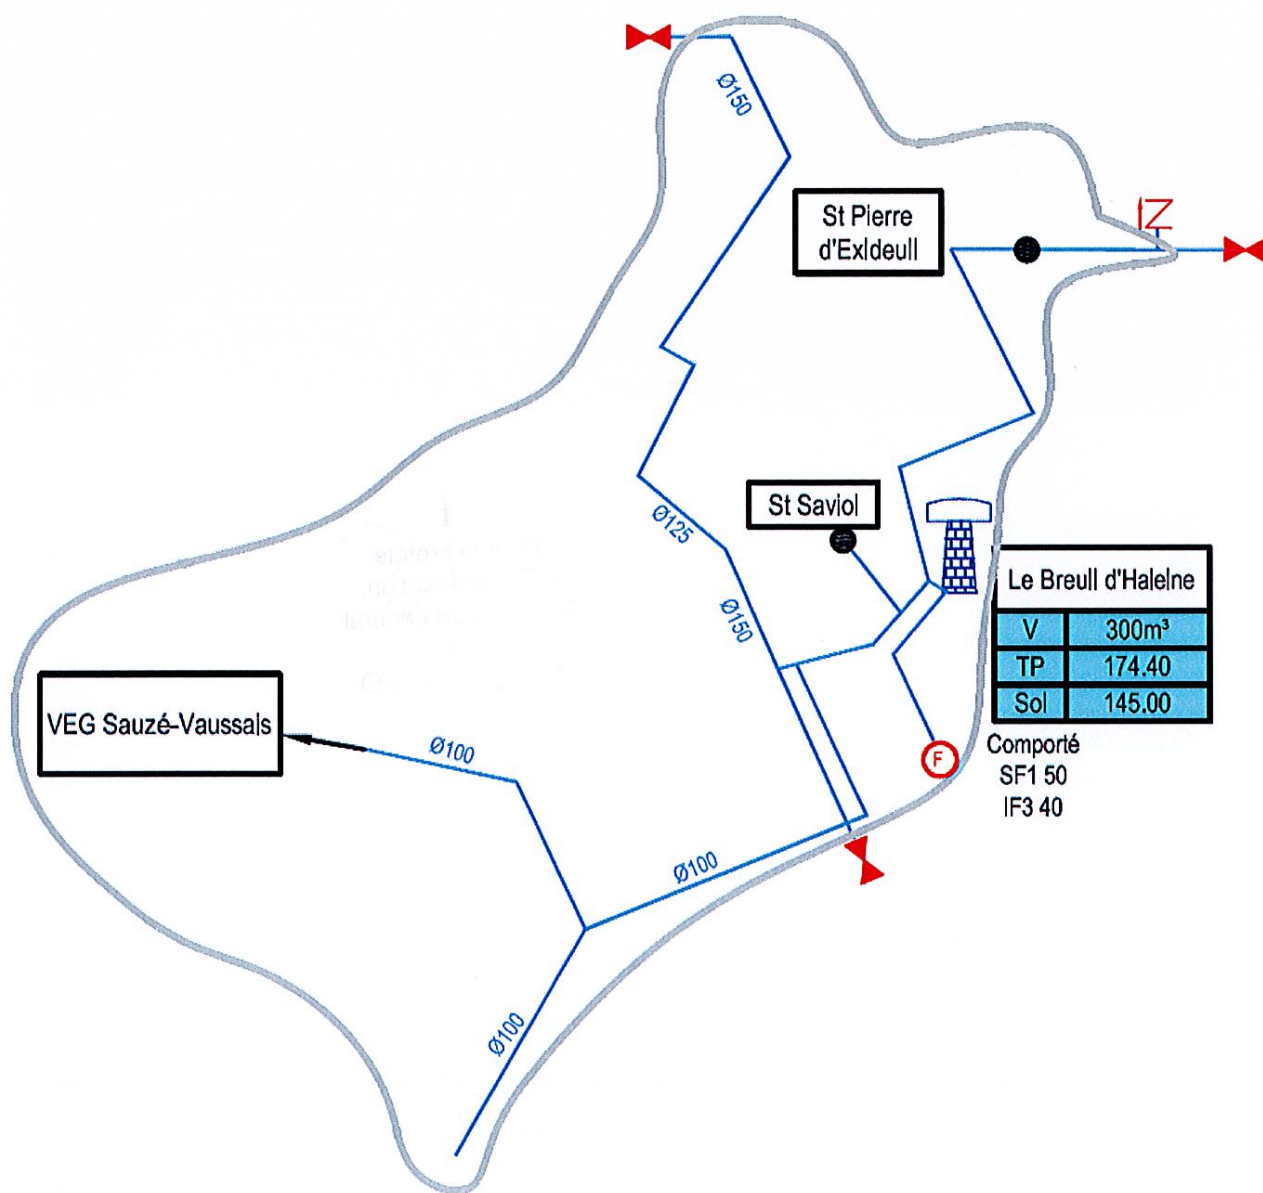 Ø150
St Pierre
d'Exideuil
Ø125
St Saviol
Ø150
Le Breuil d'Haleine
V 300m³
TP 174.40
Sol 145.00
VEG Sauzé-Vaussais
Ø100
F
Comporté
SF1 50
IF3 40
Ø100
Ø100